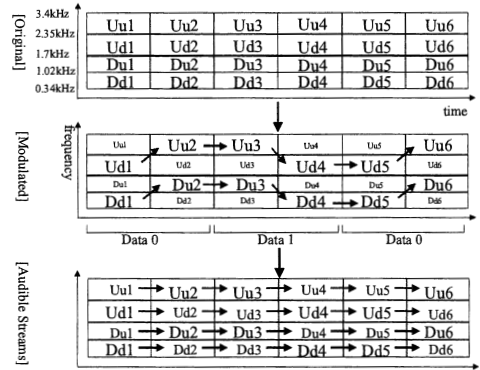 [Original]
3.4kHz
2.35kHz
1.7kHz
1.02kHz
0.34kHz
Uu1 Uu2 Uu3 Uu4 Uu5 Uu6
Ud1 Ud2 Ud3 Ud4 Ud5 Ud6
Du1 Du2 Du3 Du4 Du5 Du6
Dd1 Dd2 Dd3 Dd4 Dd5 Dd6
time
[Modulated]
frequency
Uu1 Uu2 Uu3 Uu4 Uu5 Uu6
Ud1 Ud2 Ud3 Ud4 Ud5 Ud6
Du1 Du2 Du3 Du4 Du5 Du6
Dd1 Dd2 Dd3 Dd4 Dd5 Dd6
Data 0 Data 1 Data 0
[Audible Streams]
Uu1 Uu2 Uu3 Uu4 Uu5 Uu6
Ud1 Ud2 Ud3 Ud4 Ud5 Ud6
Du1 Du2 Du3 Du4 Du5 Du6
Dd1 Dd2 Dd3 Dd4 Dd5 Dd6